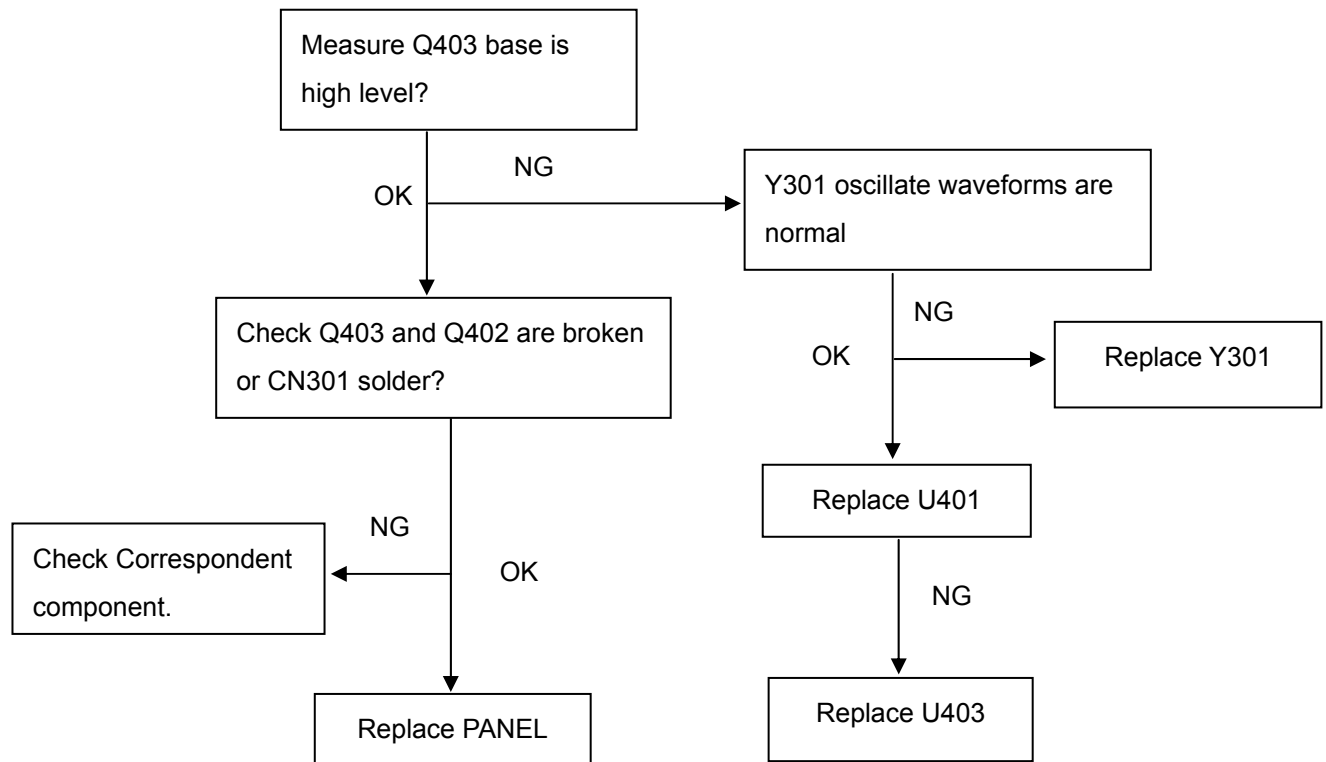 Measure Q403 base is
high level?
NG
OK
Y301 oscillate waveforms are
normal
Check Q403 and Q402 are broken
or CN301 solder?
NG
OK
Replace Y301
Replace U401
NG
OK
Check Correspondent
component.
NG
Replace PANEL
Replace U403